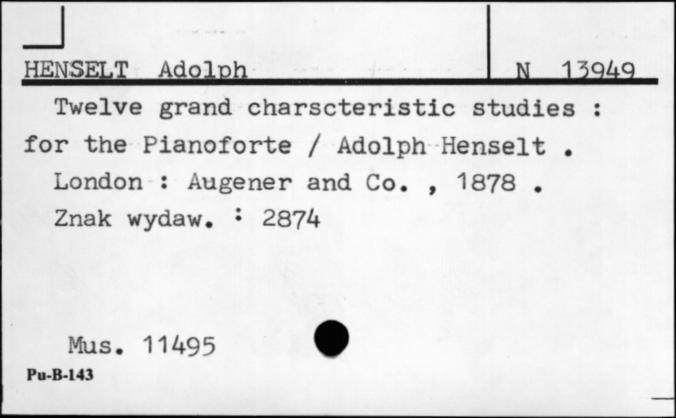 HENSELT Adolph N 13949
Twelve grand charscteristic studies :
for the Pianoforte / Adolph Henselt .
London : Augener and Co. , 1878 .
Znak wydaw. : 2874
Mus. 11495
Pu-B-143